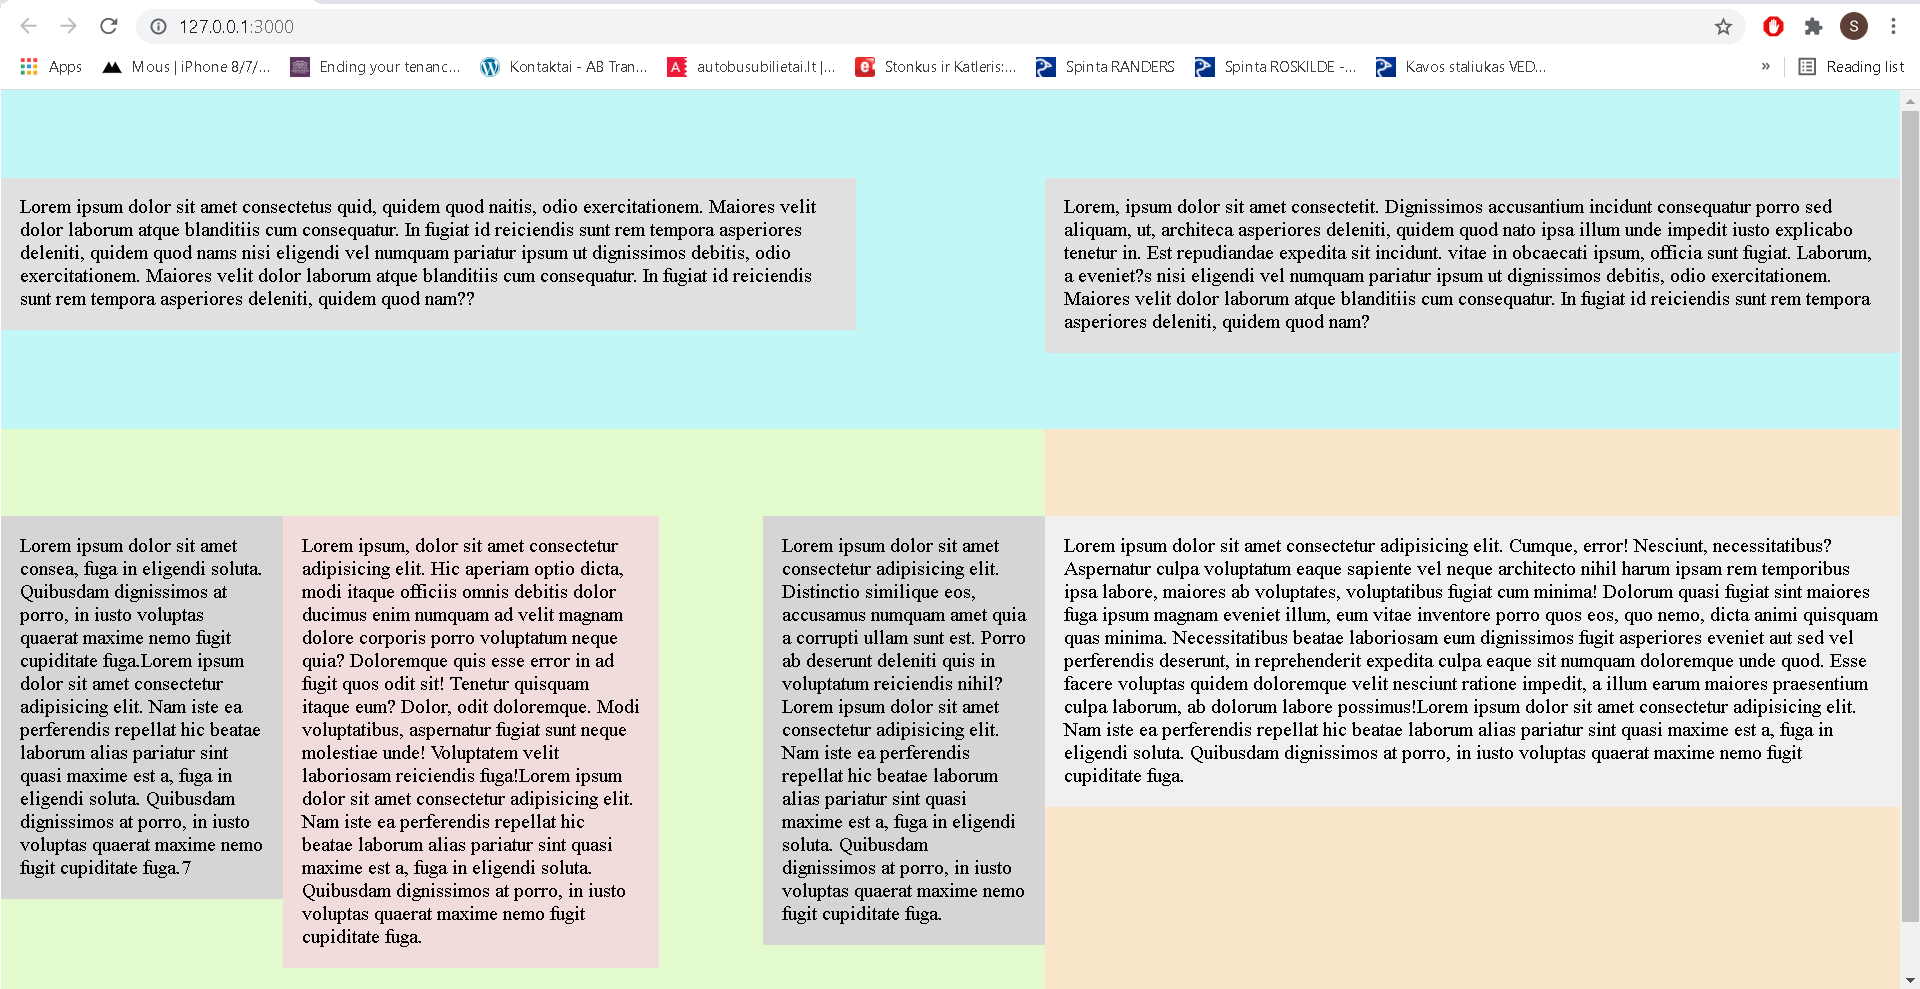 127.0.0.1:3000
Apps
Mous | iPhone 8/7/...
Ending your tenanc...
Kontaktai - AB Tran...
autobusubilietai.lt |...
Stonkus ir Katleris:...
Spinta RANDERS
Spinta ROSKILDE -...
Kavos staliukas VED...
»
Reading list
S
Lorem ipsum dolor sit amet consectetus quid, quidem quod naitis, odio exercitationem. Maiores velit
dolor laborum atque blanditiis cum consequatur. In fugiat id reiciendis sunt rem tempora asperiores
deleniti, quidem quod nams nisi eligendi vel numquam pariatur ipsum ut dignissimos debitis, odio
exercitationem. Maiores velit dolor laborum atque blanditiis cum consequatur. In fugiat id reiciendis
sunt rem tempora asperiores deleniti, quidem quod nam??
Lorem, ipsum dolor sit amet consectetit. Dignissimos accusantium incidunt consequatur porro sed
aliquam, ut, architeca asperiores deleniti, quidem quod nato ipsa illum unde impedit iusto explicabo
tenetur in. Est repudiandae expedita sit incidunt. vitae in obcaecati ipsum, officia sunt fugiat. Laborum,
a eveniet?s nisi eligendi vel numquam pariatur ipsum ut dignissimos debitis, odio exercitationem.
Maiores velit dolor laborum atque blanditiis cum consequatur. In fugiat id reiciendis sunt rem tempora
asperiores deleniti, quidem quod nam?
Lorem ipsum dolor sit amet
consea, fuga in eligendi soluta.
Quibusdam dignissimos at
porro, in iusto voluptas
quaerat maxime nemo fugit
cupiditate fuga.Lorem ipsum
dolor sit amet consectetur
adipisicing elit. Nam iste ea
perferendis repellat hic beatae
laborum alias pariatur sint
quasi maxime est a, fuga in
eligendi soluta. Quibusdam
dignissimos at porro, in iusto
voluptas quaerat maxime nemo
fugit cupiditate fuga.7
Lorem ipsum, dolor sit amet consectetur
adipisicing elit. Hic aperiam optio dicta,
modi itaque officiis omnis debitis dolor
ducimus enim numquam ad velit magnam
dolore corporis porro voluptatum neque
quia? Doloremque quis esse error in ad
fugit quos odit sit! Tenetur quisquam
itaque eum? Dolor, odit doloremque. Modi
voluptatibus, aspernatur fugiat sunt neque
molestiae unde! Voluptatem velit
laboriosam reiciendis fuga!Lorem ipsum
dolor sit amet consectetur adipisicing elit.
Nam iste ea perferendis repellat hic
beatae laborum alias pariatur sint quasi
maxime est a, fuga in eligendi soluta.
Quibusdam dignissimos at porro, in iusto
voluptas quaerat maxime nemo fugit
cupiditate fuga.
Lorem ipsum dolor sit amet
consectetur adipisicing elit.
Distinctio similique eos,
accusamus numquam amet quia
a corrupti ullam sunt est. Porro
ab deserunt deleniti quis in
voluptatum reiciendis nihil?
Lorem ipsum dolor sit amet
consectetur adipisicing elit.
Nam iste ea perferendis
repellat hic beatae laborum
alias pariatur sint quasi
maxime est a, fuga in eligendi
soluta. Quibusdam
dignissimos at porro, in iusto
voluptas quaerat maxime nemo
fugit cupiditate fuga.
Lorem ipsum dolor sit amet consectetur adipisicing elit. Cumque, error! Nesciunt, necessitatibus?
Aspernatur culpa voluptatum eaque sapiente vel neque architecto nihil harum ipsam rem temporibus
ipsa labore, maiores ab voluptates, voluptatibus fugiat cum minima! Dolorum quasi fugiat sint maiores
fuga ipsum magnam eveniet illum, eum vitae inventore porro quos eos, quo nemo, dicta animi quisquam
quas minima. Necessitatibus beatae laboriosam eum dignissimos fugit asperiores eveniet aut sed vel
perferendis deserunt, in reprehenderit expedita culpa eaque sit numquam doloremque unde quod. Esse
facere voluptas quidem doloremque velit nesciunt ratione impedit, a illum earum maiores praesentium
culpa laborum, ab dolorum labore possimus!Lorem ipsum dolor sit amet consectetur adipisicing elit.
Nam iste ea perferendis repellat hic beatae laborum alias pariatur sint quasi maxime est a, fuga in
eligendi soluta. Quibusdam dignissimos at porro, in iusto voluptas quaerat maxime nemo fugit
cupiditate fuga.